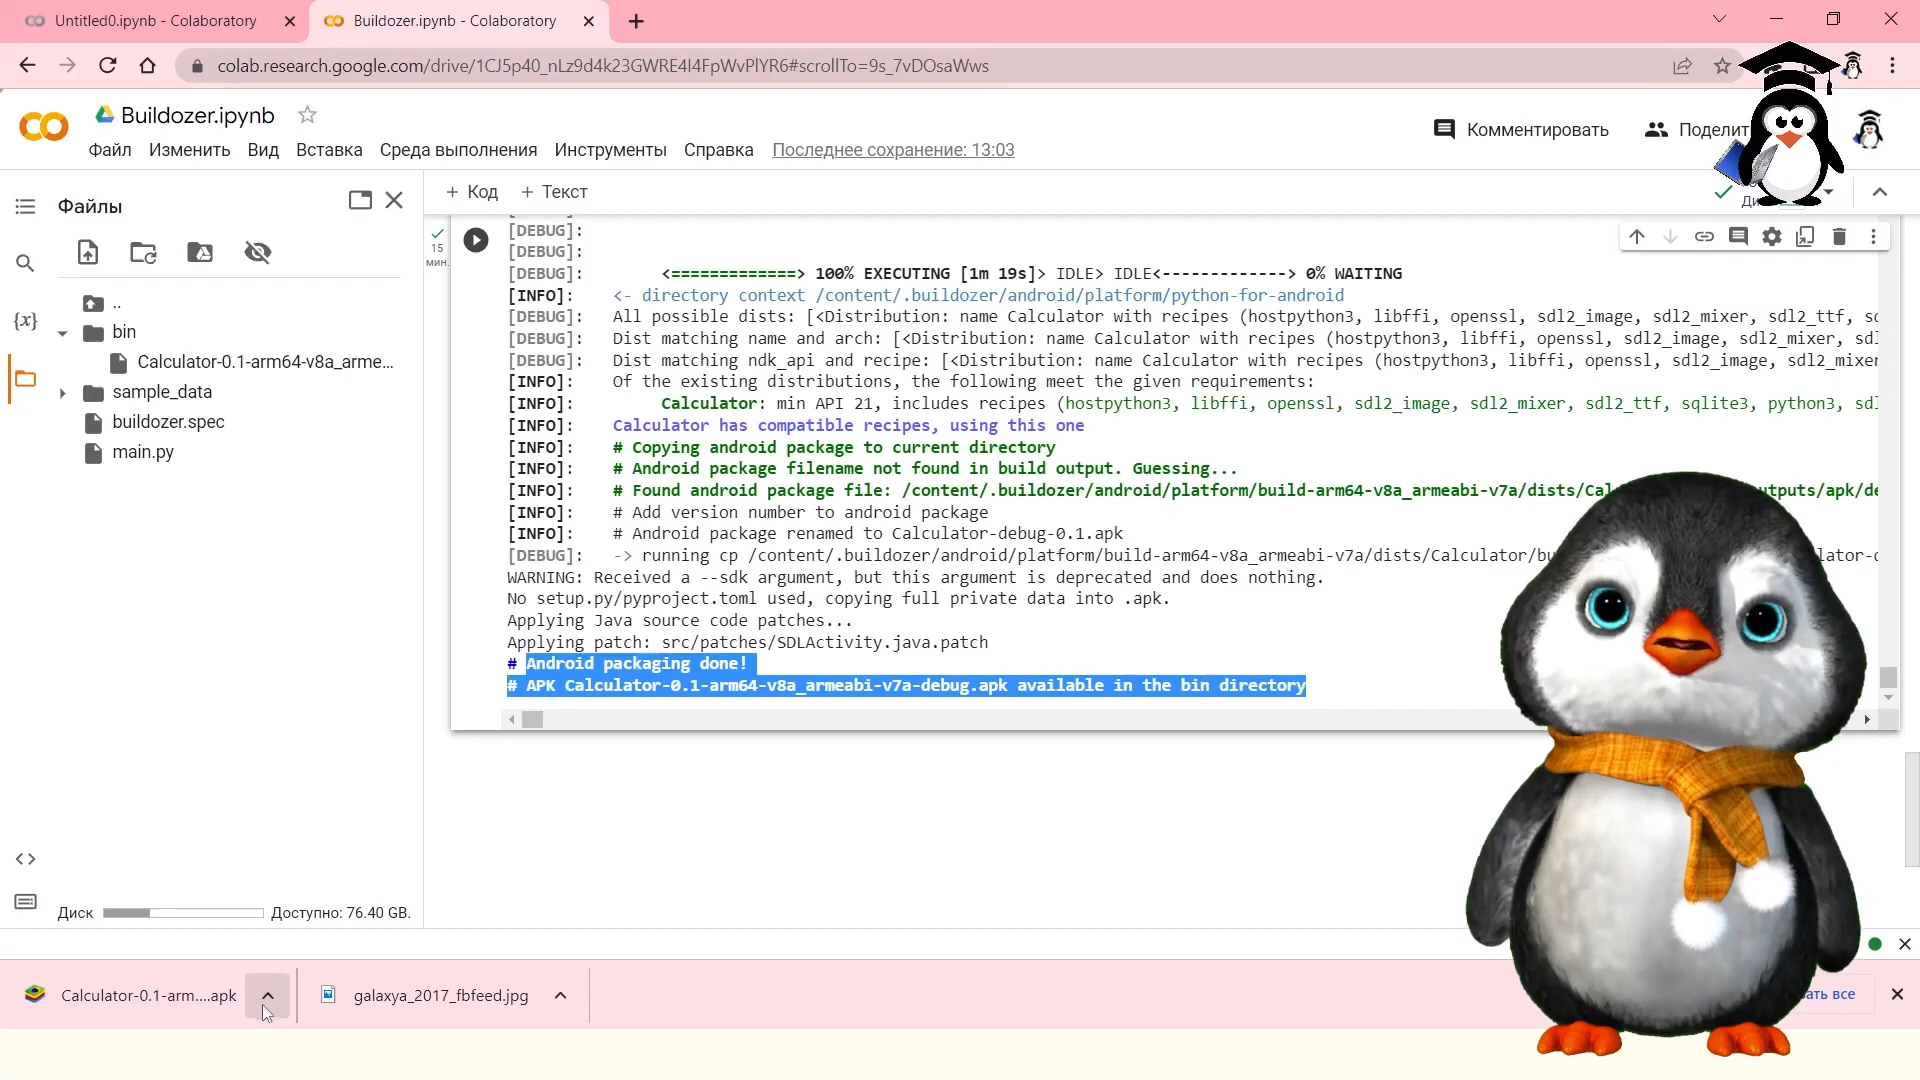 Untitled0.ipynb - Colaboratory
Buildozer.ipynb - Colaboratory
colab.research.google.com/drive/1CJ5p40_nLz9d4k23GWRE4I4FpWvPlYR6#scrollTo=9s_7vDOsaWws
Buildozer.ipynb
Комментировать
Поделит
Файл Изменить Вид Вставка Среда выполнения Инструменты Справка Последнее сохранение: 13:03
Файлы
+ Код + Текст
Ди
15
мин.
..
bin
Calculator-0.1-arm64-v8a_arme...
sample_data
buildozer.spec
main.py
{x}
[DEBUG]:
[DEBUG]:
[DEBUG]: <=============> 100% EXECUTING [1m 19s]> IDLE> IDLE<-------------> 0% WAITING
[INFO]: <- directory context /content/.buildozer/android/platform/python-for-android
[DEBUG]: All possible dists: [<Distribution: name Calculator with recipes (hostpython3, libffi, openssl, sdl2_image, sdl2_mixer, sdl2_ttf, sq
[DEBUG]: Dist matching name and arch: [<Distribution: name Calculator with recipes (hostpython3, libffi, openssl, sdl2_image, sdl2_mixer, sdl
[DEBUG]: Dist matching ndk_api and recipe: [<Distribution: name Calculator with recipes (hostpython3, libffi, openssl, sdl2_image, sdl2_mixer
[INFO]: Of the existing distributions, the following meet the given requirements:
[INFO]: Calculator: min API 21, includes recipes (hostpython3, libffi, openssl, sdl2_image, sdl2_mixer, sdl2_ttf, sqlite3, python3, sdl
[INFO]: Calculator has compatible recipes, using this one
[INFO]: # Copying android package to current directory
[INFO]: # Android package filename not found in build output. Guessing...
[INFO]: # Found android package file: /content/.buildozer/android/platform/build-arm64-v8a_armeabi-v7a/dists/Cal utputs/apk/de
[INFO]: # Add version number to android package
[INFO]: # Android package renamed to Calculator-debug-0.1.apk
[DEBUG]: -> running cp /content/.buildozer/android/platform/build-arm64-v8a_armeabi-v7a/dists/Calculator/bu lator-d
WARNING: Received a --sdk argument, but this argument is deprecated and does nothing.
No setup.py/pyproject.toml used, copying full private data into .apk.
Applying Java source code patches...
Applying patch: src/patches/SDLActivity.java.patch
# Android packaging done!
# APK Calculator-0.1-arm64-v8a_armeabi-v7a-debug.apk available in the bin directory
Диск Доступно: 76.40 GB.
Calculator-0.1-arm....apk
galaxya_2017_fbfeed.jpg
ать все